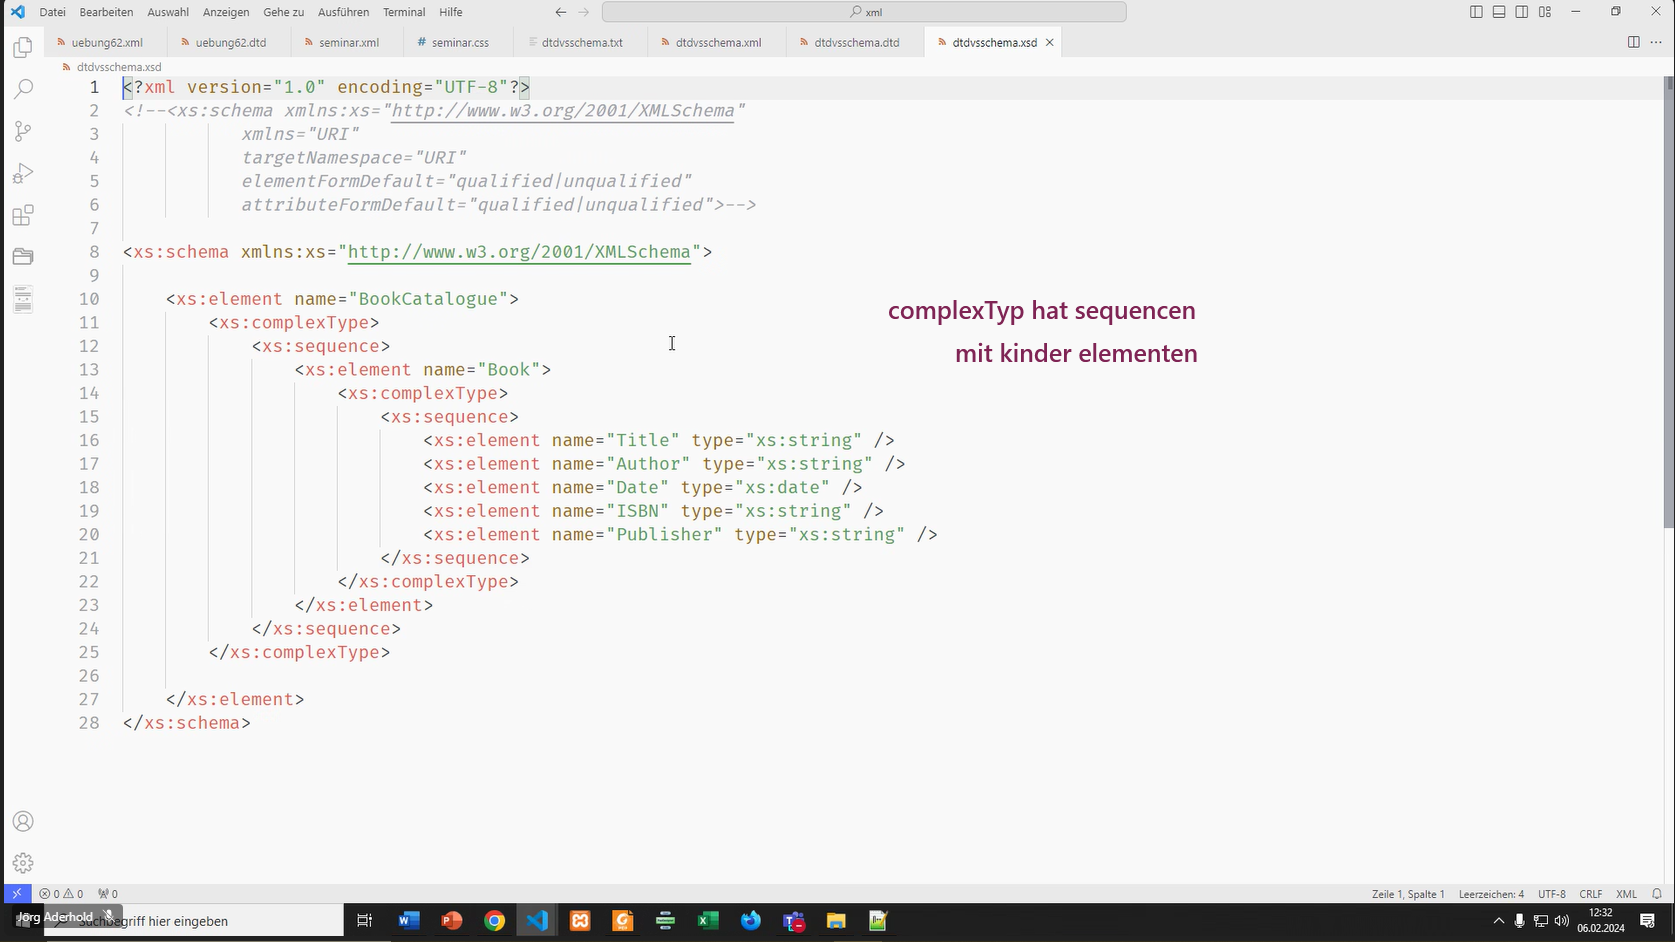 Datei Bearbeiten Auswahl Anzeigen Gehe zu Ausführen Terminal Hilfe xml
uebung62.xml uebung62.dtd seminar.xml # seminar.css dtdvsschema.txt dtdvsschema.xml dtdvsschema.dtd dtdvsschema.xsd
dtdvsschema.xsd
1 <?xml version="1.0" encoding="UTF-8"?>
2 <!--<xs:schema xmlns:xs="http://www.w3.org/2001/XMLSchema"
3 xmlns="URI"
4 targetNamespace="URI"
5 elementFormDefault="qualified|unqualified"
6 attributeFormDefault="qualified|unqualified">-->
7
8 <xs:schema xmlns:xs="http://www.w3.org/2001/XMLSchema">
9
10 <xs:element name="BookCatalogue">
complexTyp hat sequencen
11 <xs:complexType>
12 <xs:sequence>
mit kinder elementen
13 <xs:element name="Book">
14 <xs:complexType>
15 <xs:sequence>
16 <xs:element name="Title" type="xs:string" />
17 <xs:element name="Author" type="xs:string" />
18 <xs:element name="Date" type="xs:date" />
19 <xs:element name="ISBN" type="xs:string" />
20 <xs:element name="Publisher" type="xs:string" />
21 </xs:sequence>
22 </xs:complexType>
23 </xs:element>
24 </xs:sequence>
25 </xs:complexType>
26
27 </xs:element>
28 </xs:schema>
0 0 0 Zeile 1, Spalte 1 Leerzeichen: 4 UTF-8 CRLF XML
Jörg Aderhold
Suchbegriff hier eingeben
12:32
06.02.2024